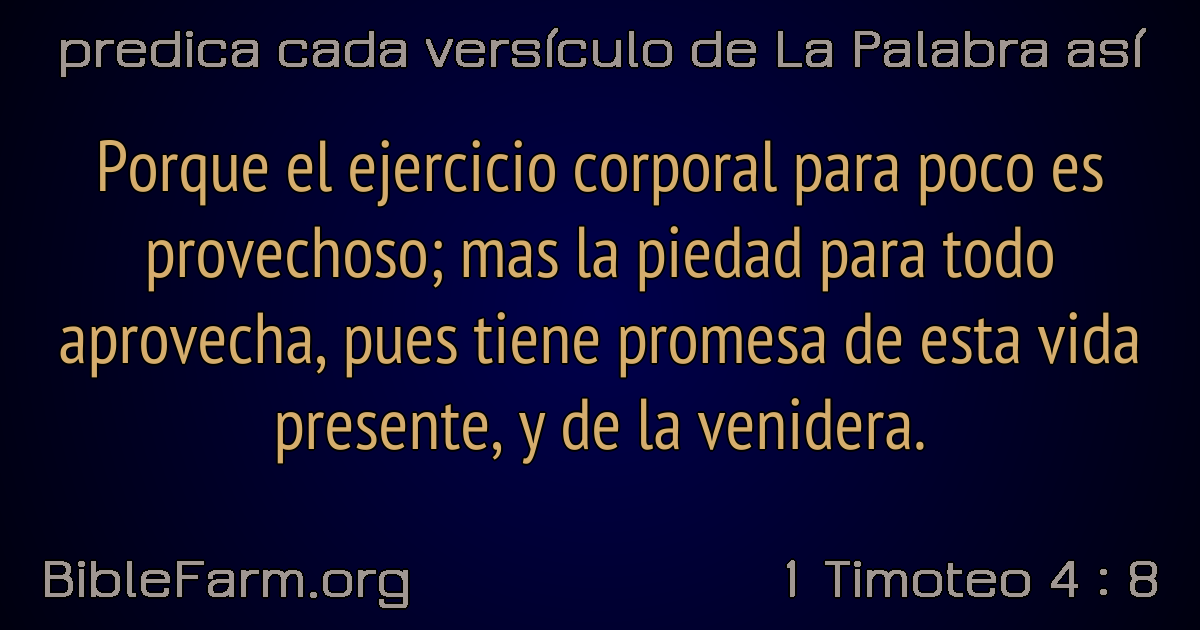 predica cada versículo de La Palabra así
Porque el ejercicio corporal para poco es
provechoso; mas la piedad para todo
aprovecha, pues tiene promesa de esta vida
presente, y de la venidera.
BibleFarm.org
1 Timoteo 4 : 8